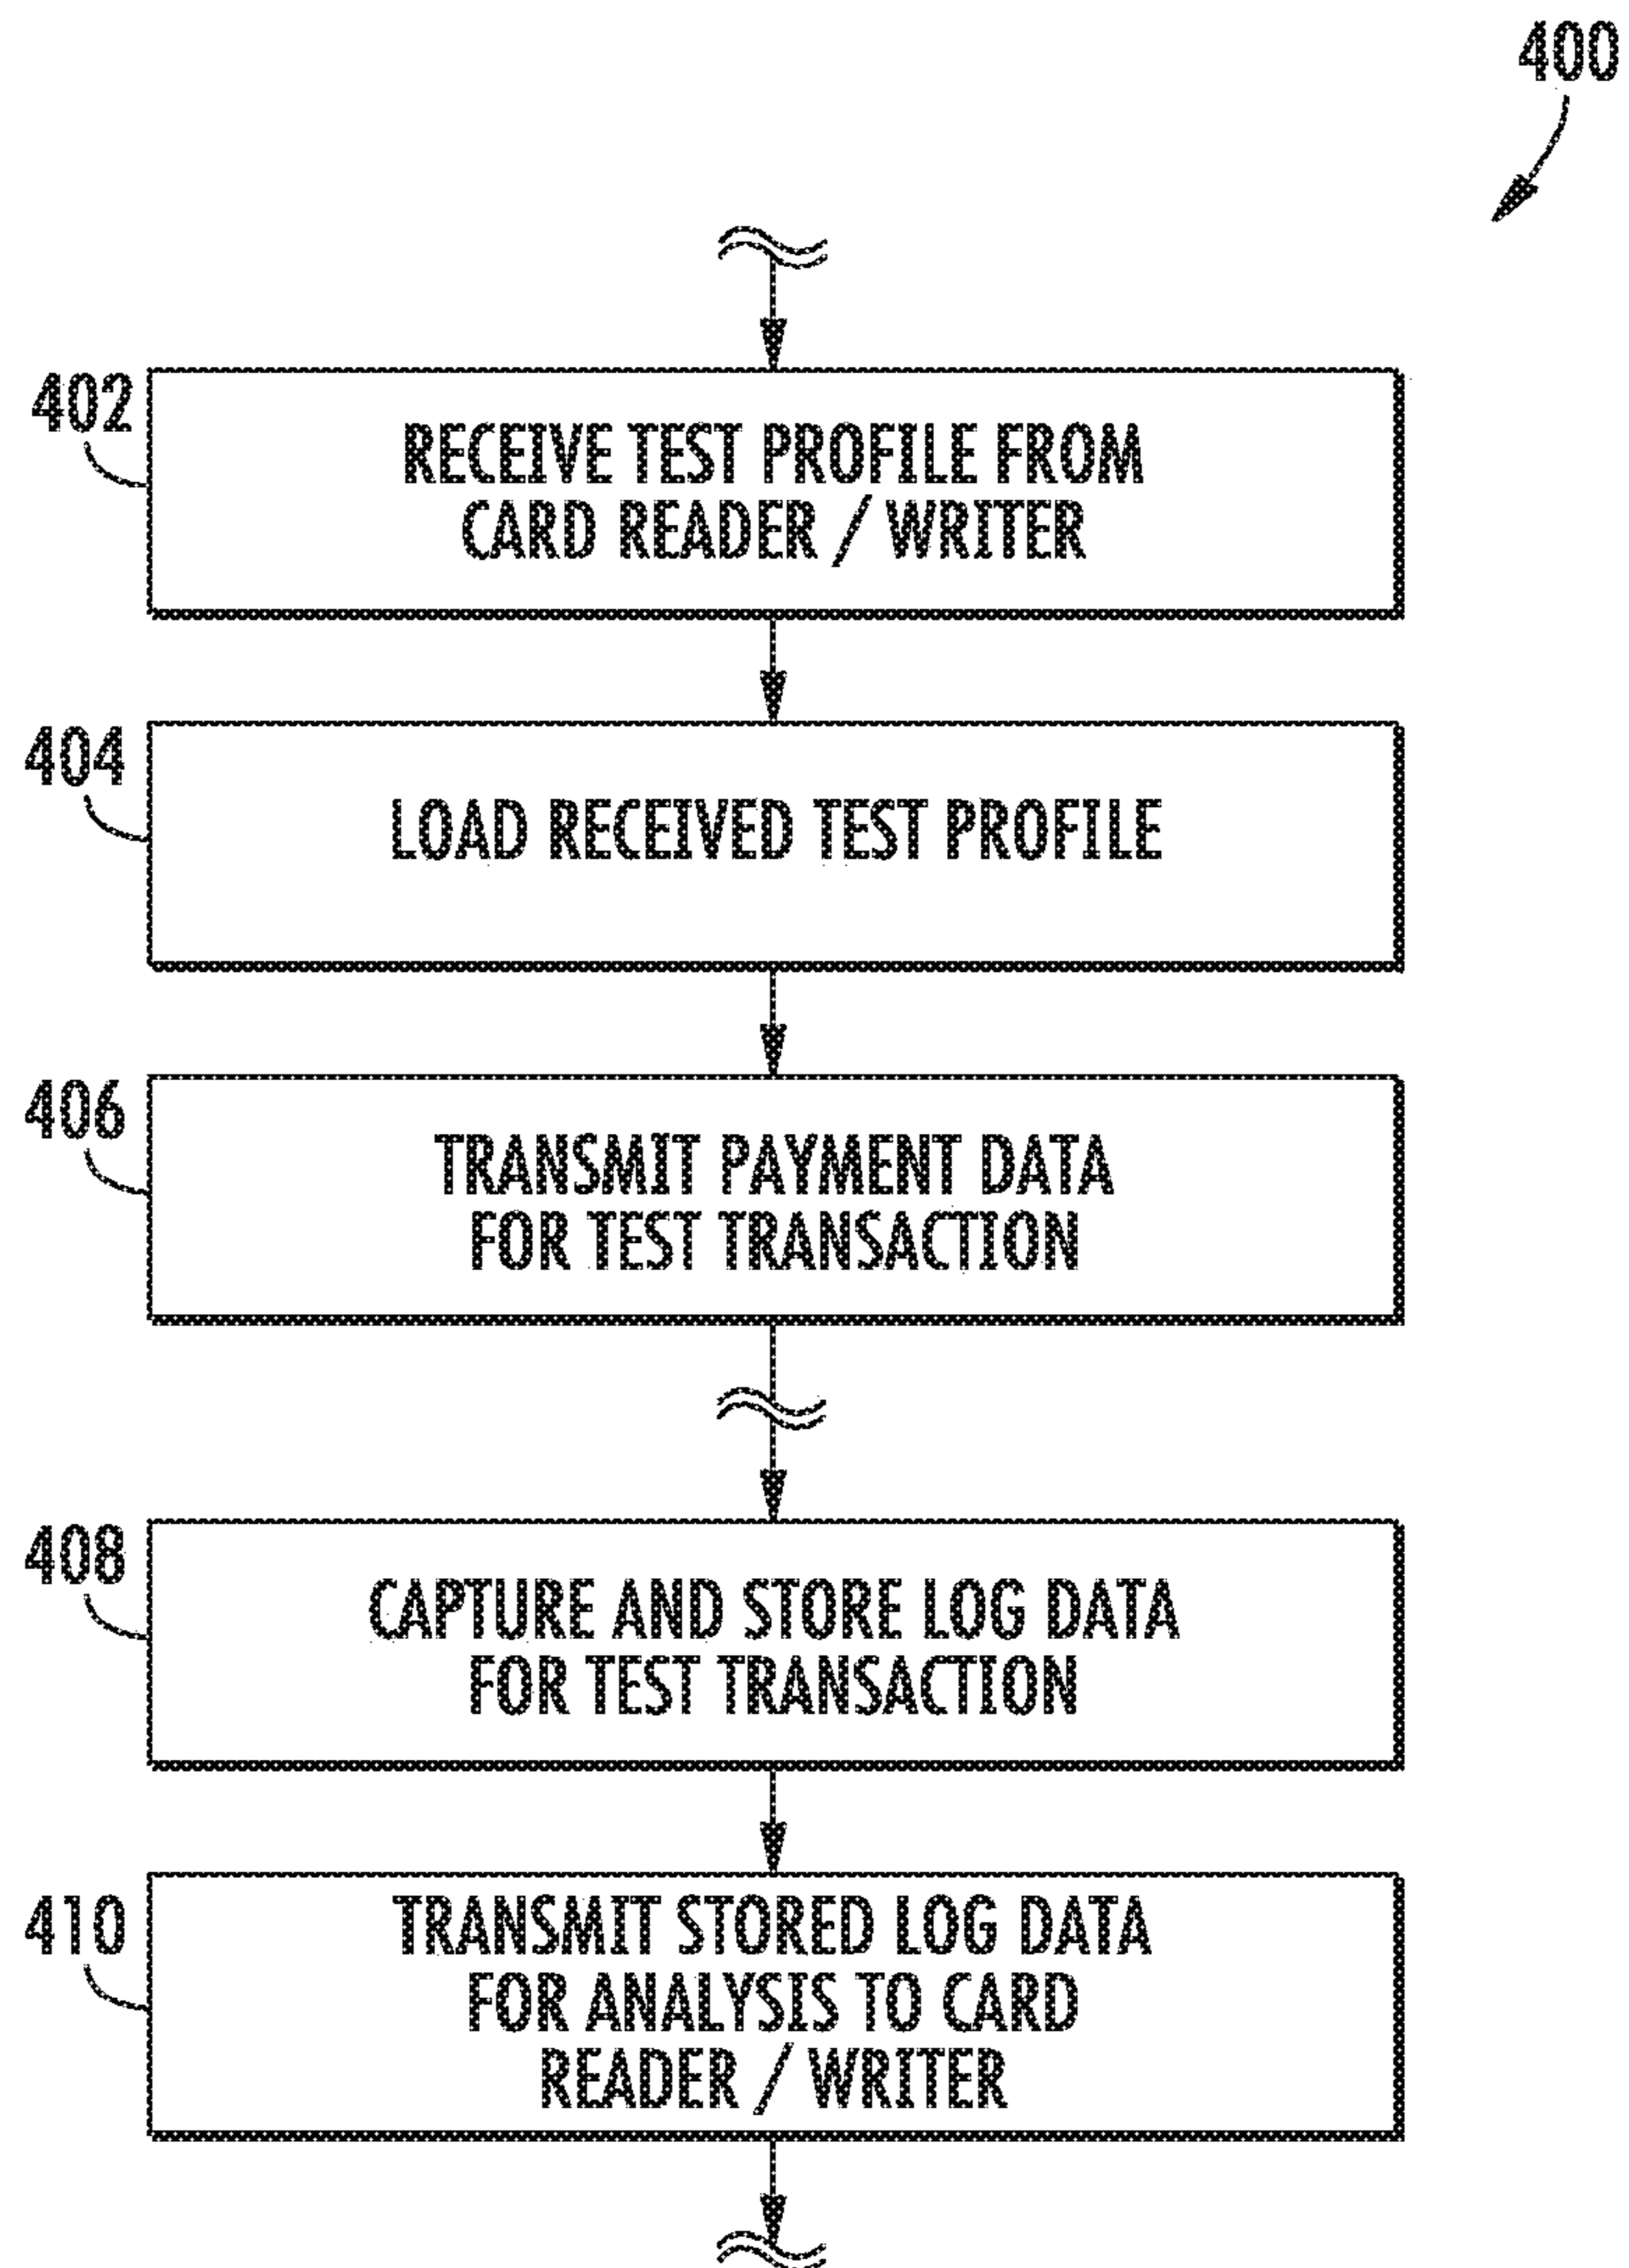 400
402
RECEIVE TEST PROFILE FROM
CARD READER / WRITER
404
LOAD RECEIVED TEST PROFILE
406
TRANSMIT PAYMENT DATA
FOR TEST TRANSACTION
408
CAPTURE AND STORE LOG DATA
FOR TEST TRANSACTION
410
TRANSMIT STORED LOG DATA
FOR ANALYSIS TO CARD
READER / WRITER